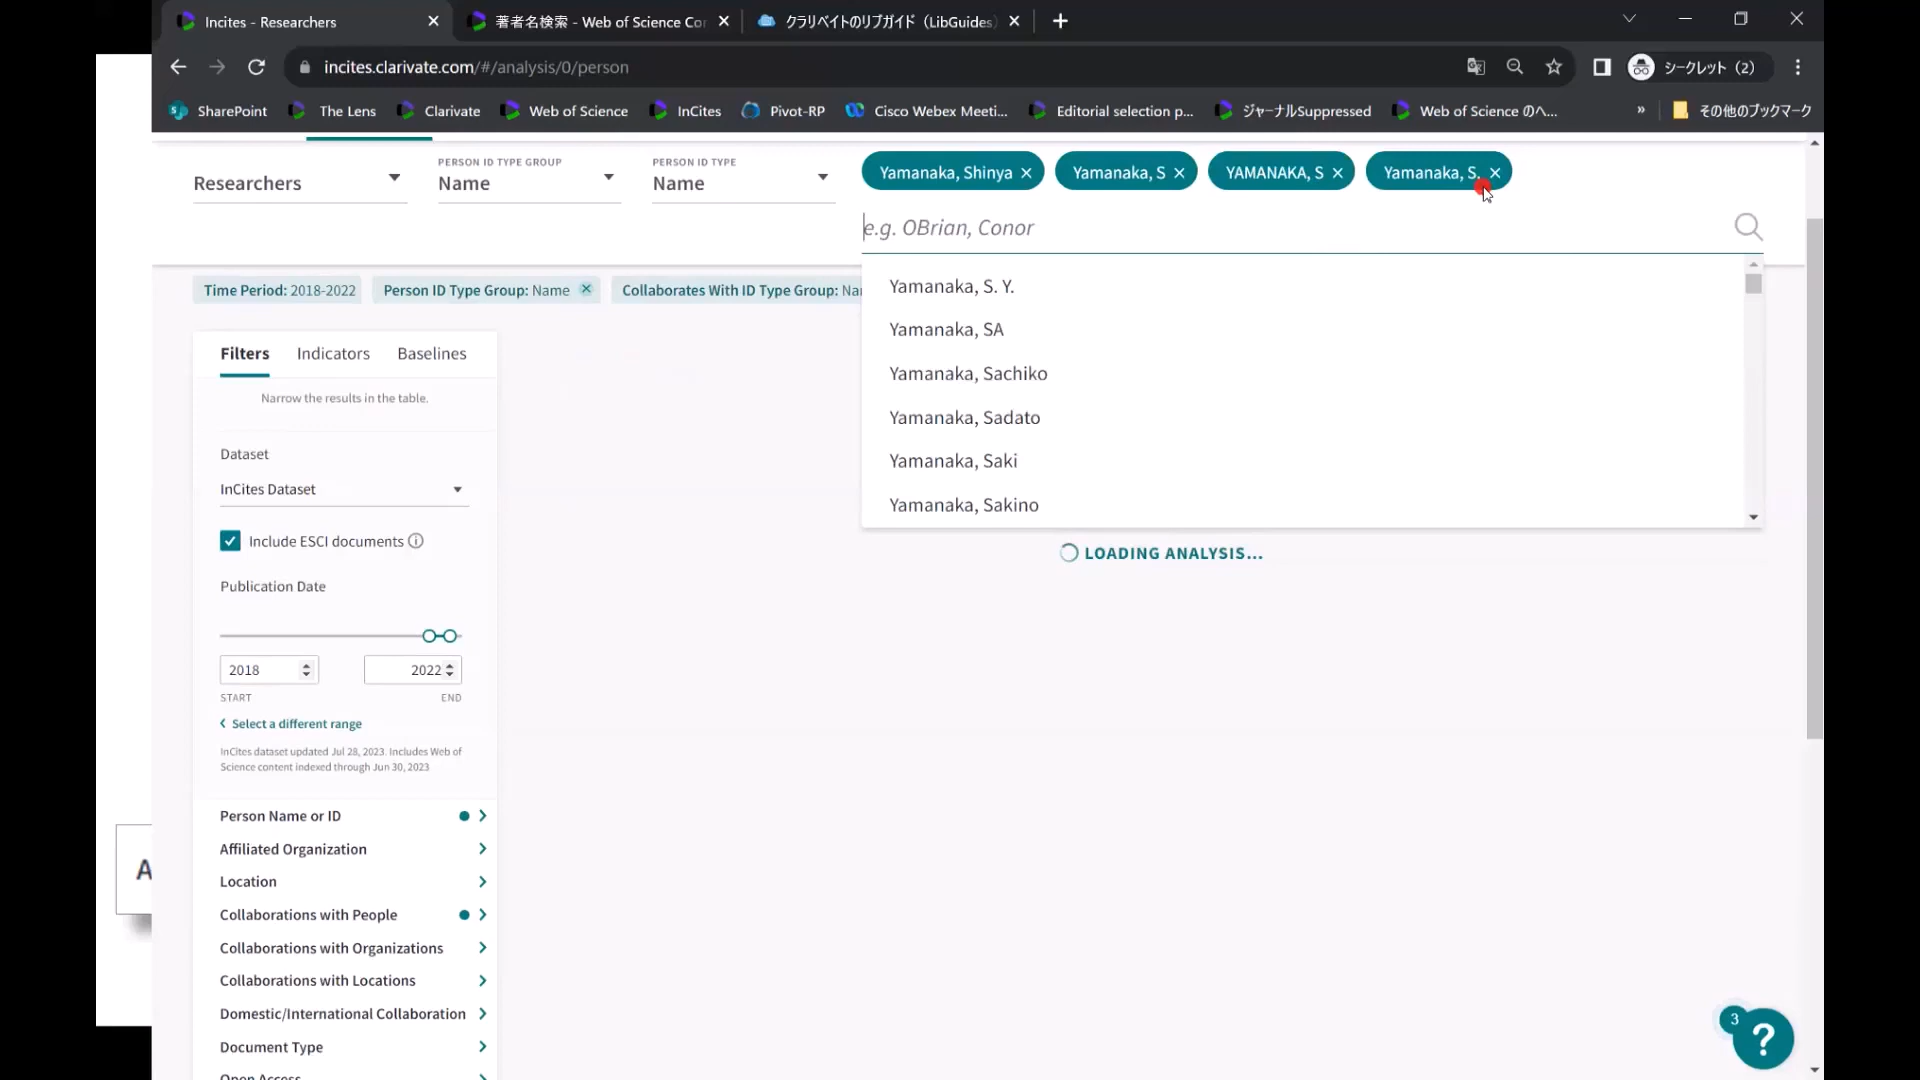 Incites - Researchers
著者名検索 - Web of Science Cor
クラリベイトのリブガイド（LibGuides）
incites.clarivate.com/#/analysis/0/person
シークレット（2）
SharePoint
The Lens
Clarivate
Web of Science
InCites
Pivot-RP
Cisco Webex Meeti...
Editorial selection p...
ジャーナルSuppressed
Web of Science のヘ...
»
その他のブックマーク
Researchers
PERSON ID TYPE GROUP
Name
PERSON ID TYPE
Name
Yamanaka, Shinya
Yamanaka, S
YAMANAKA, S
Yamanaka, S.
e.g. OBrian, Conor
Time Period: 2018-2022
Person ID Type Group: Name
Collaborates With ID Type Group: Na
Yamanaka, S. Y.
Yamanaka, SA
Yamanaka, Sachiko
Yamanaka, Sadato
Yamanaka, Saki
Yamanaka, Sakino
LOADING ANALYSIS...
Filters
Indicators
Baselines
Narrow the results in the table.
Dataset
InCites Dataset
Include ESCI documents
Publication Date
2018
2022
START
END
Select a different range
InCites dataset updated Jul 28, 2023. Includes Web of
Science content indexed through Jun 30, 2023
Person Name or ID
Affiliated Organization
Location
Collaborations with People
Collaborations with Organizations
Collaborations with Locations
Domestic/International Collaboration
Document Type
Open Access
A
3
?